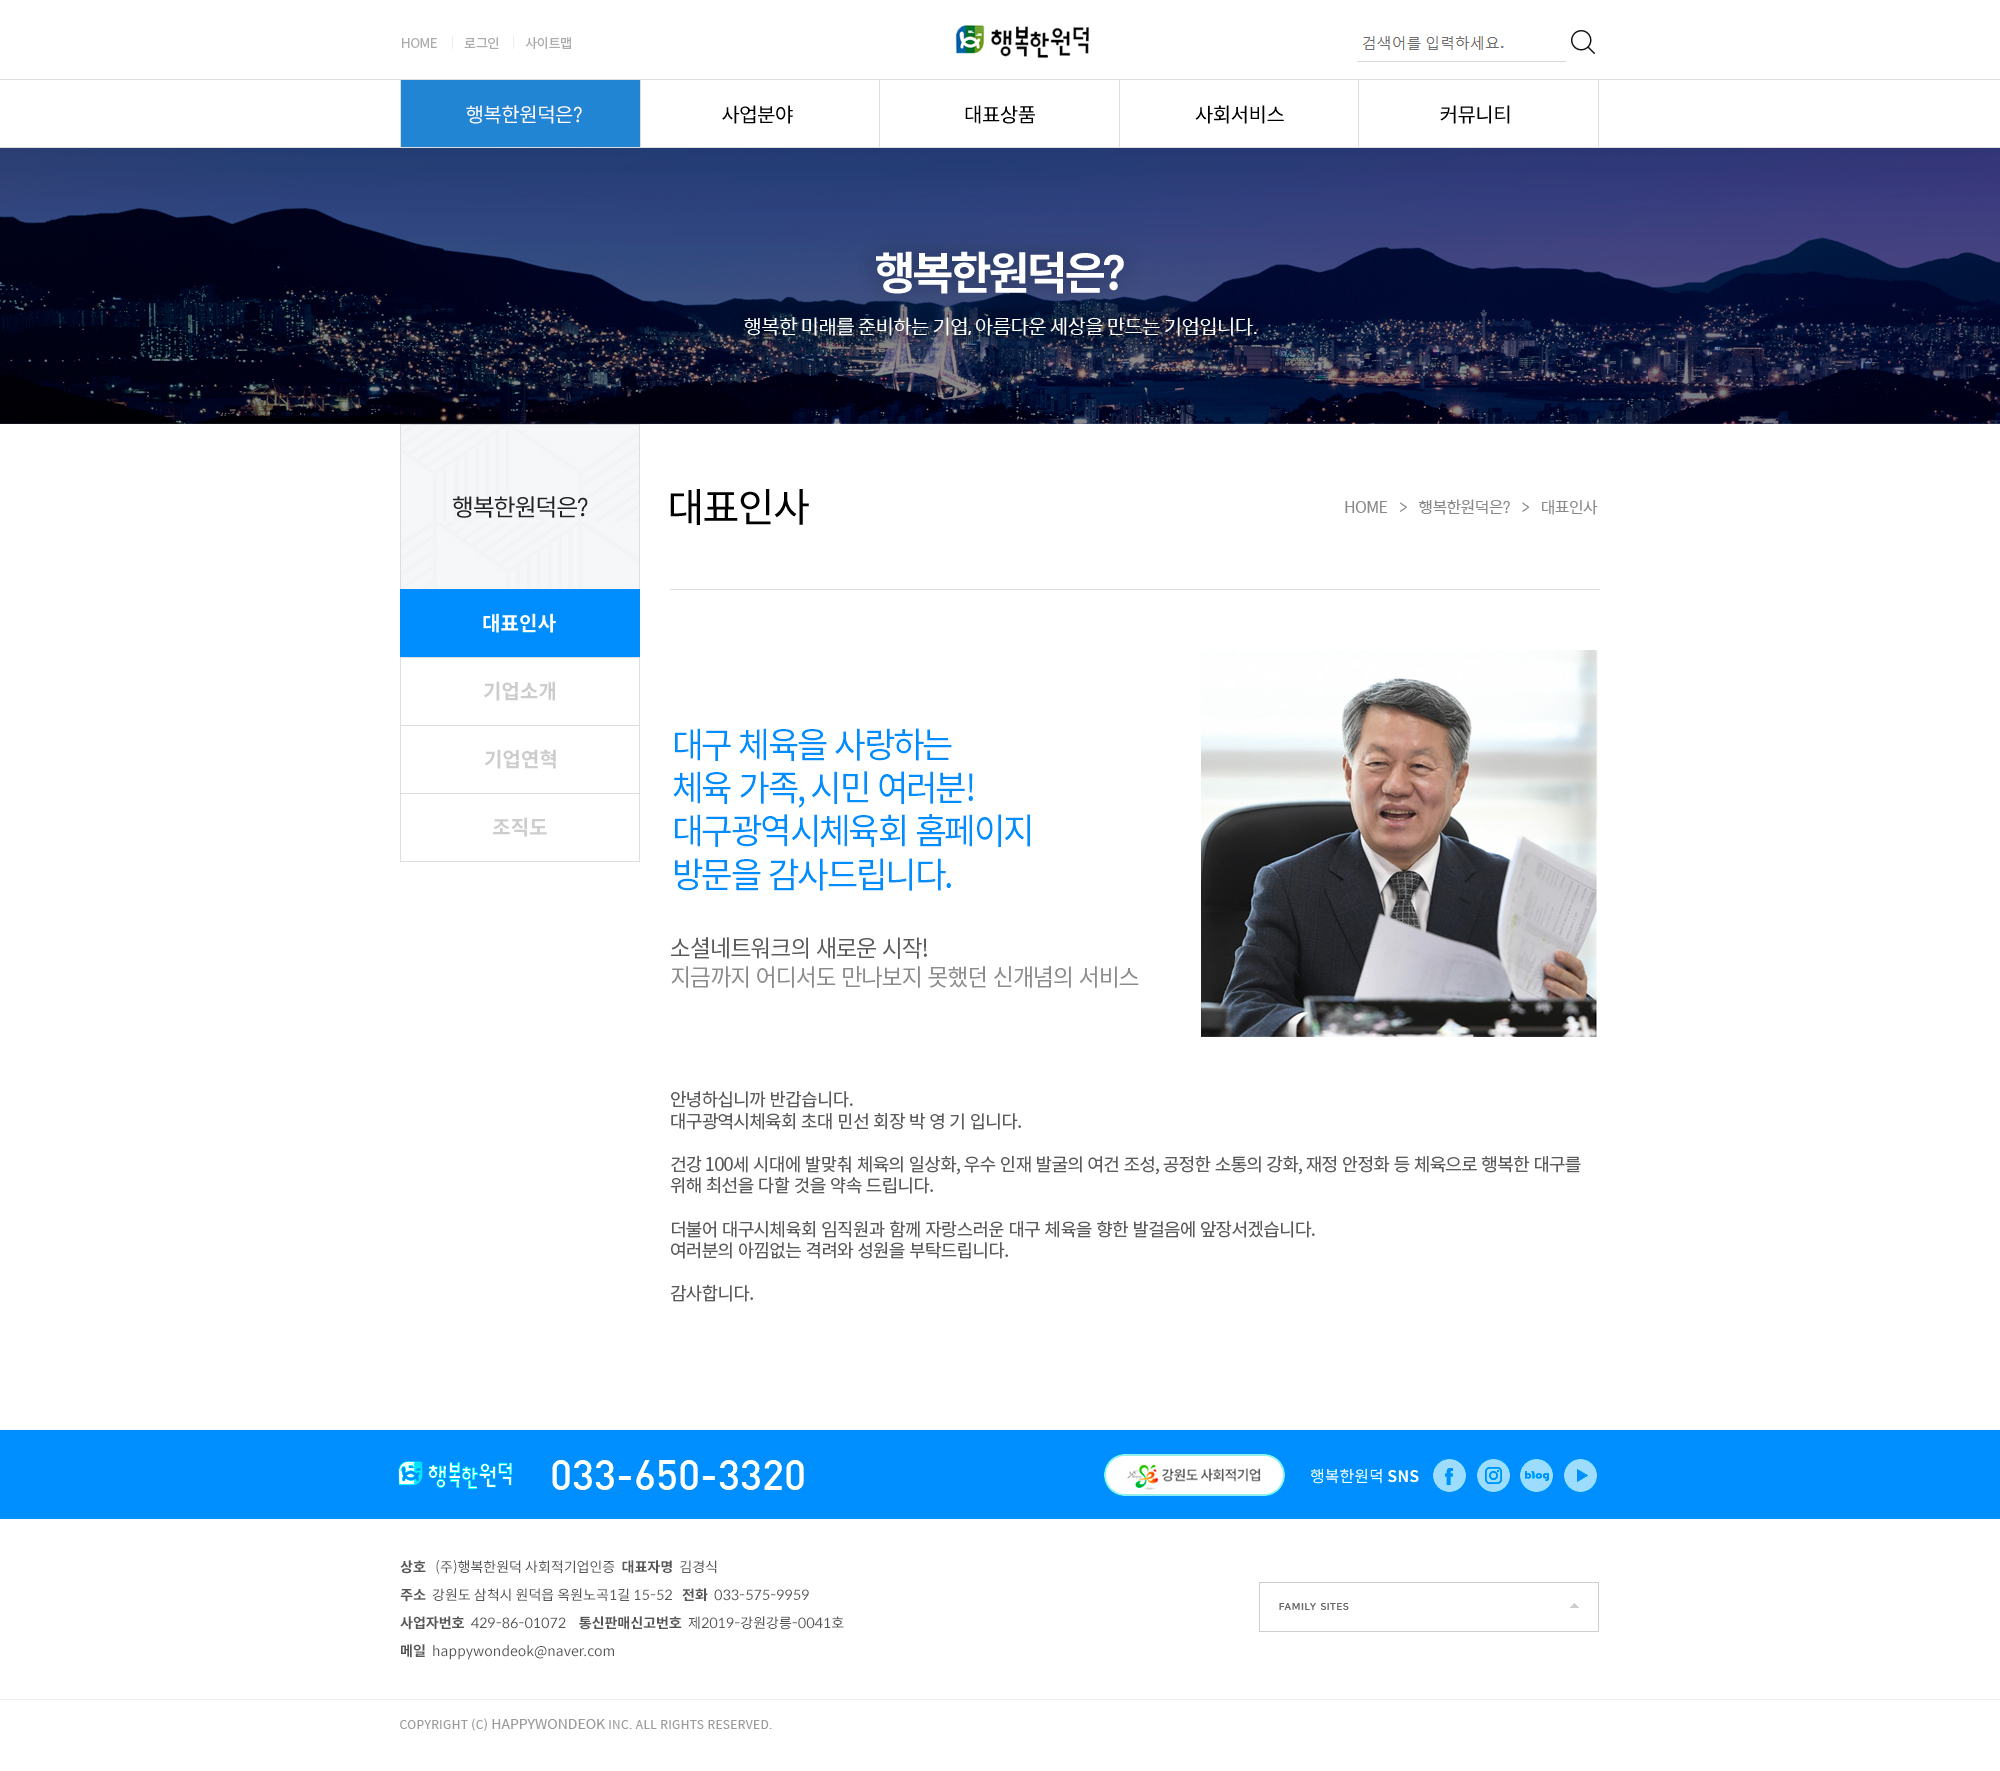 HOME 로그인 사이트맵
행복한원덕
검색어를 입력하세요.
행복한원덕은? 사업분야 대표상품 사회서비스 커뮤니티
행복한원덕은?
행복한 미래를 준비하는 기업, 아름다운 세상을 만드는 기업입니다.
행복한원덕은?
대표인사
기업소개
기업연혁
조직도
대표인사
HOME > 행복한원덕은? > 대표인사
대구 체육을 사랑하는
체육 가족, 시민 여러분!
대구광역시체육회 홈페이지
방문을 감사드립니다.
소셜네트워크의 새로운 시작!
지금까지 어디서도 만나보지 못했던 신개념의 서비스
안녕하십니까 반갑습니다.
대구광역시체육회 초대 민선 회장 박 영 기 입니다.
건강 100세 시대에 발맞춰 체육의 일상화, 우수 인재 발굴의 여건 조성, 공정한 소통의 강화, 재정 안정화 등 체육으로 행복한 대구를
위해 최선을 다할 것을 약속 드립니다.
더불어 대구시체육회 임직원과 함께 자랑스러운 대구 체육을 향한 발걸음에 앞장서겠습니다.
여러분의 아낌없는 격려와 성원을 부탁드립니다.
감사합니다.
행복한원덕 033-650-3320
강원도 사회적기업
행복한원덕 SNS
blog
상호 (주)행복한원덕 사회적기업인증 대표자명 김경식
주소 강원도 삼척시 원덕읍 옥원노곡1길 15-52 전화 033-575-9959
사업자번호 429-86-01072 통신판매신고번호 제2019-강원강릉-0041호
메일 happywondeok@naver.com
FAMILY SITES
COPYRIGHT (C) HAPPYWONDEOK INC. ALL RIGHTS RESERVED.